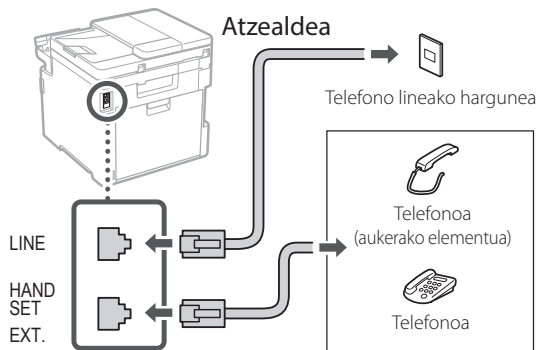 Atzealdea
Telefono lineako hargunea
LINE
HAND
SET
EXT.
Telefonoa
(aukerako elementua)
Telefonoa